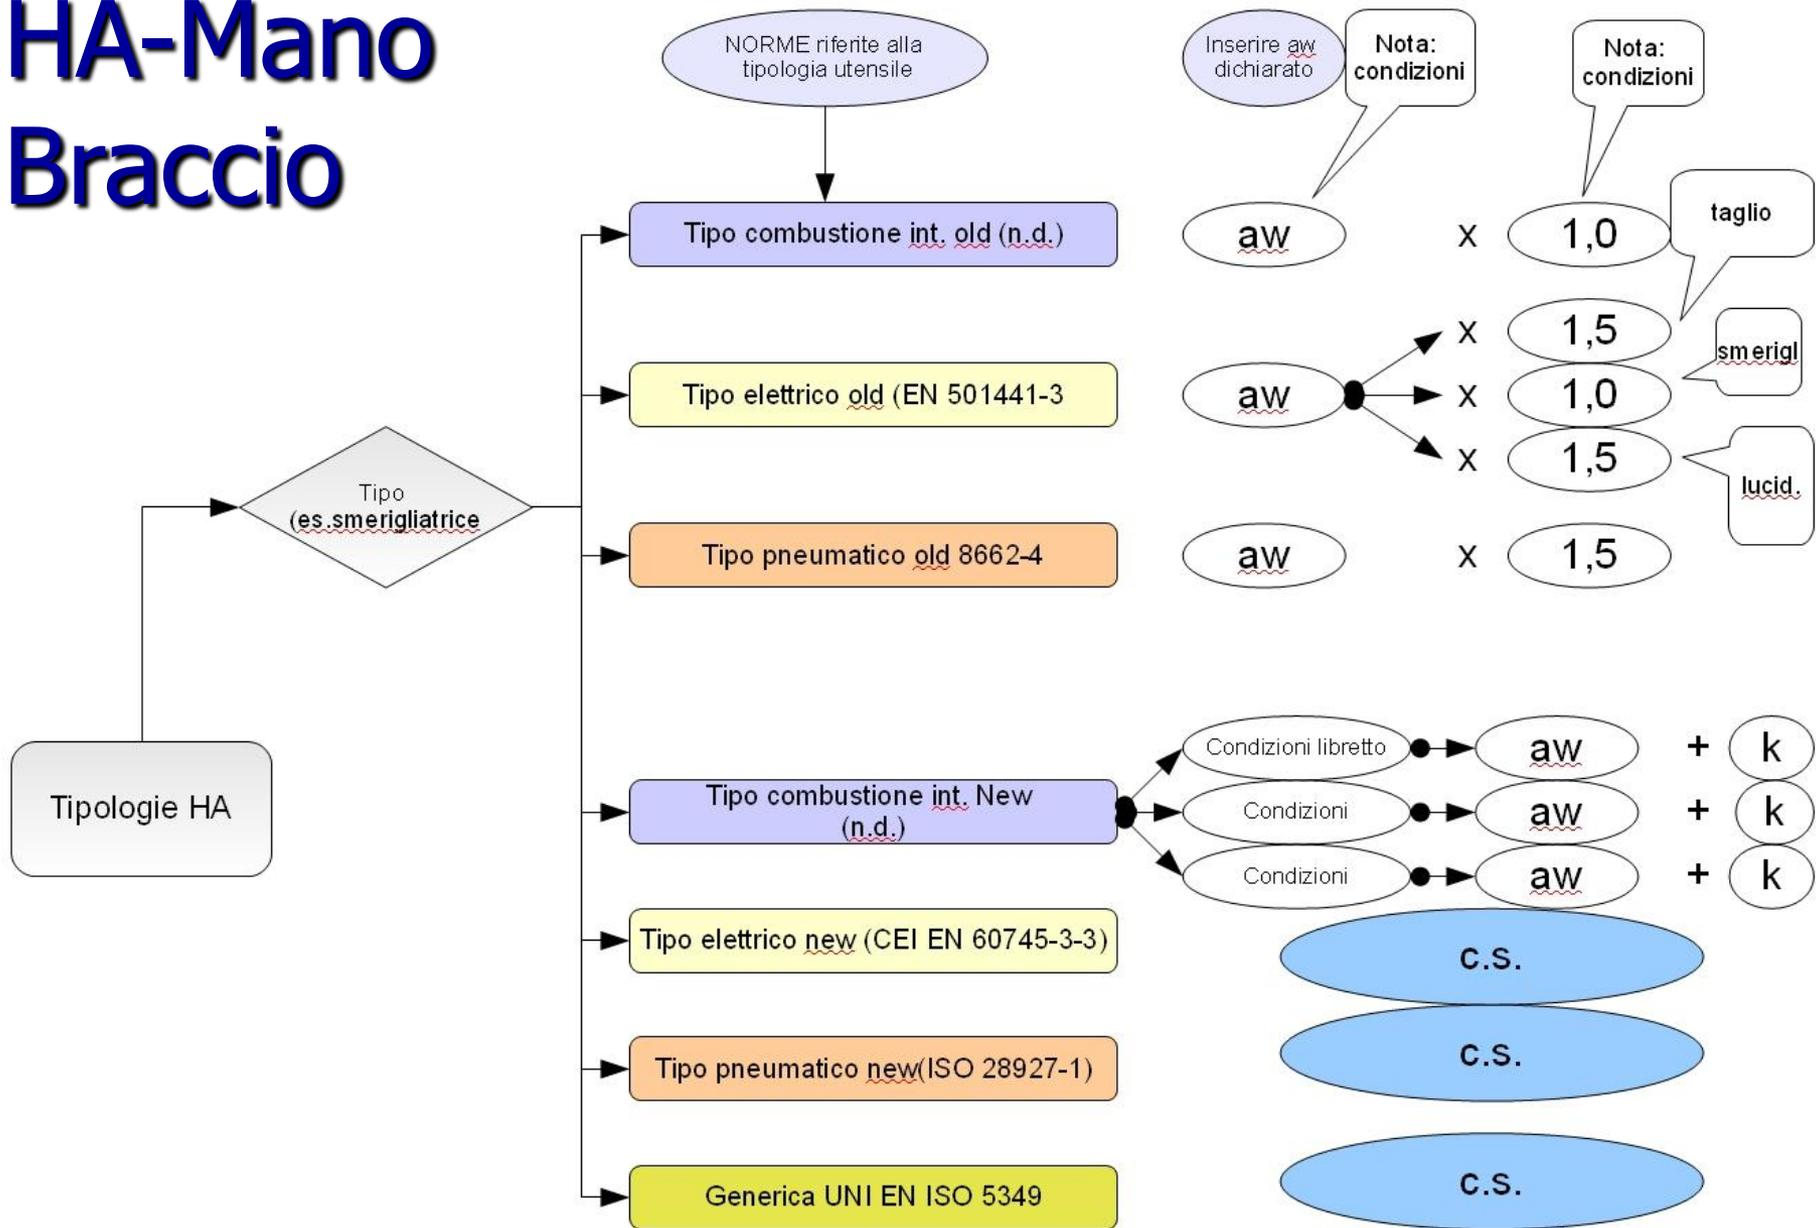 HA-Mano
Braccio
NORME riferite alla
tipologia utensile
Inserire aw
dichiarato
Nota:
condizioni
Nota:
condizioni
Tipo combustione int. old (n.d.)
aw
x
1,0
taglio
Tipo elettrico old (EN 501441-3
aw
x
1,5
x
1,0
x
1,5
smerigl
lucid.
Tipo
(es.smerigliatrice
Tipo pneumatico old 8662-4
aw
x
1,5
Tipologie HA
Tipo combustione int. New
(n.d.)
Condizioni libretto
aw
+
k
Condizioni
aw
+
k
Condizioni
aw
+
k
Tipo elettrico new (CEI EN 60745-3-3)
c.s.
Tipo pneumatico new(ISO 28927-1)
c.s.
Generica UNI EN ISO 5349
c.s.